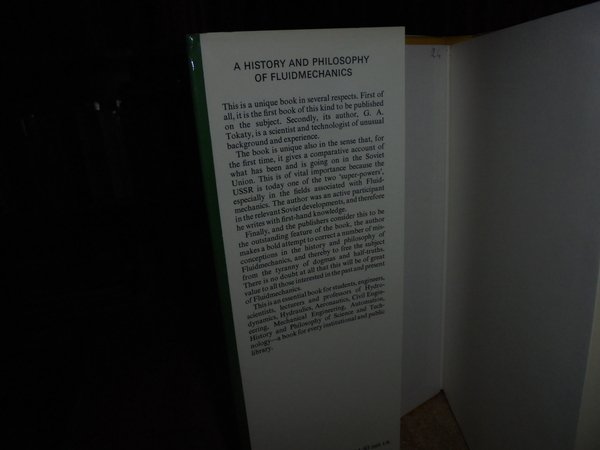 A HISTORY AND PHILOSOPHY
OF FLUIDMECHANICS
This is a unique book in several respects. First of
all, it is the first book of this kind to be published
on the subject. Secondly, its author, G. A.
Tokaty, is a scientist and technologist of unusual
background and experience.
The book is unique also in the sense that, for
the first time, it gives a comparative account of
what has been and is going on in the Soviet
Union. This is of vital importance because the
USSR is today one of the two 'super-powers',
especially in the fields associated with Fluid-
mechanics. The author was an active participant
in the relevant Soviet developments, and therefore
he writes with first-hand knowledge.
Finally, and the publishers consider this to be
the outstanding feature of the book, the author
makes a bold attempt to correct a number of mis-
conceptions in the history and philosophy of
Fluidmechanics, and thereby to free the subject
from the tyranny of dogmas and half-truths.
There is no doubt at all that this will be of great
value to all those interested in the past and present
of Fluidmechanics.
This is an essential book for students, engineers,
scientists, lecturers and professors of Hydro-
dynamics, Hydraulics, Aeronautics, Civil Engin-
eering, Mechanical Engineering, Automation,
History and Philosophy of Science and Tech-
nology—a book for every institutional and public
library.